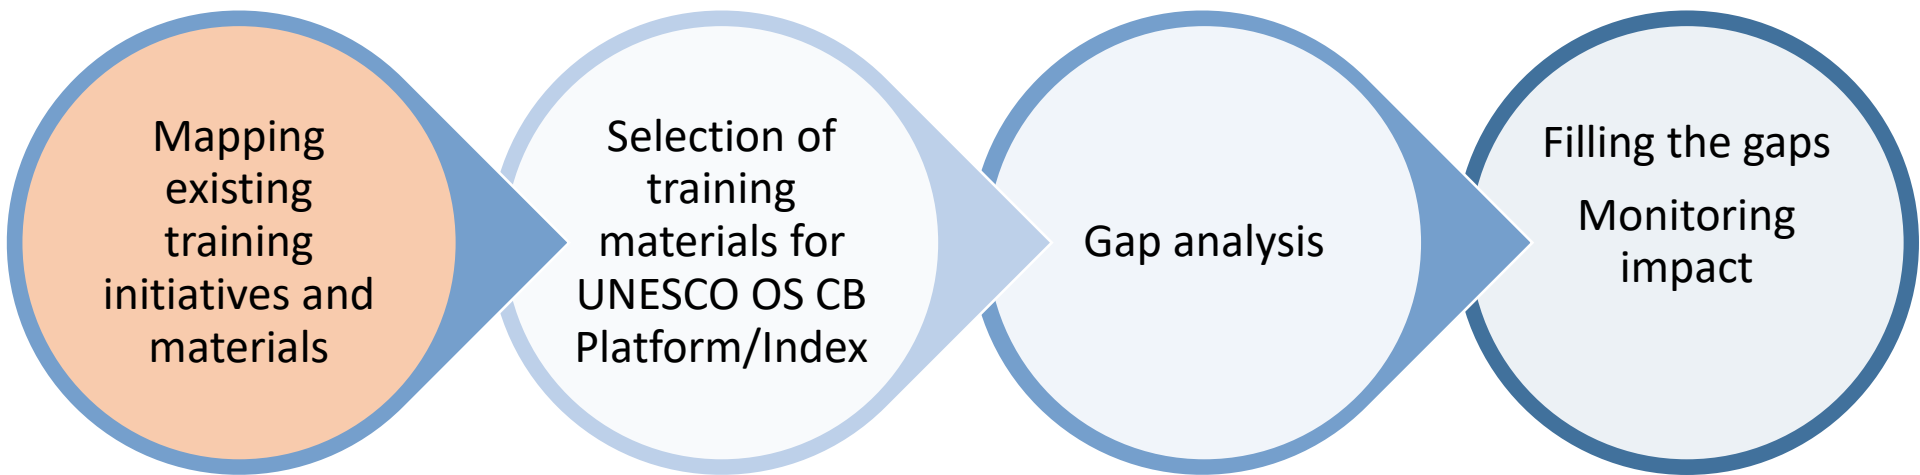 Mapping
existing
training
initiatives and
materials
Selection of
training
materials for
UNESCO OS CB
Platform/Index
Gap analysis
Filling the gaps
Monitoring
impact